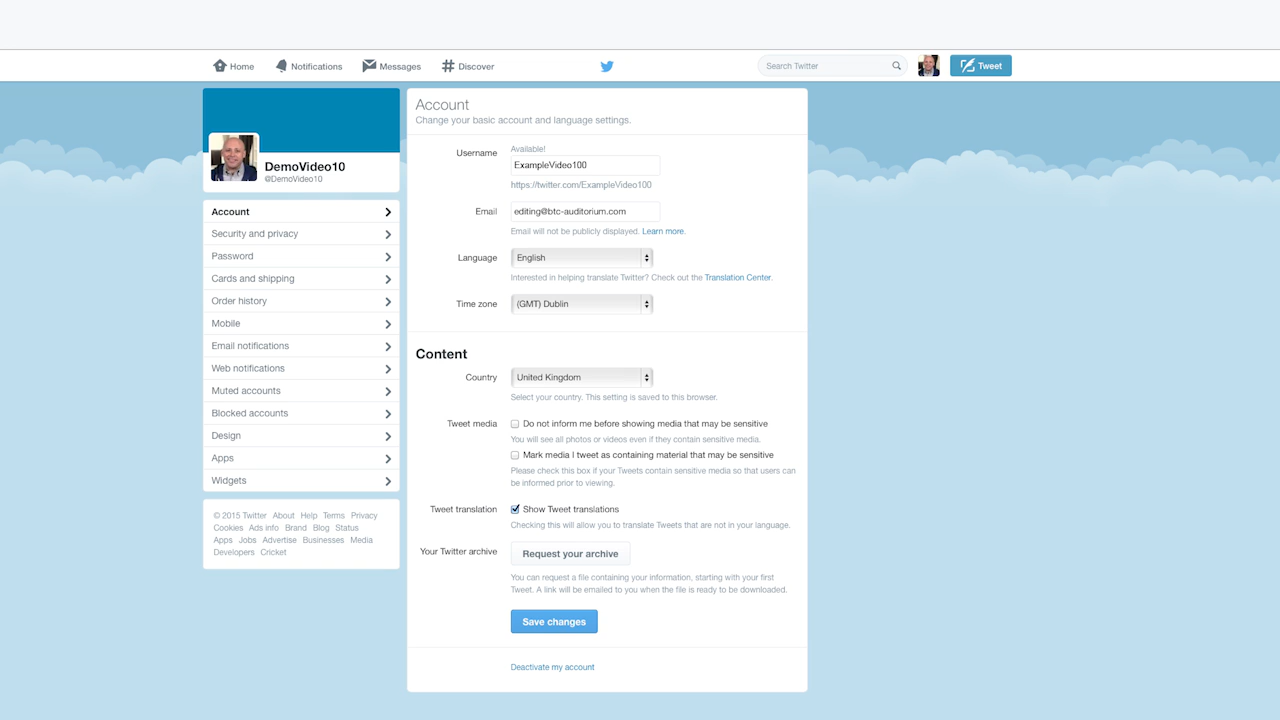 Home
Notifications
Messages
Discover
Search Twitter
Tweet
DemoVideo10
@DemoVideo10
Account
Security and privacy
Password
Cards and shipping
Order history
Mobile
Email notifications
Web notifications
Muted accounts
Blocked accounts
Design
Apps
Widgets
© 2015 Twitter About Help Terms Privacy
Cookies Ads info Brand Blog Status
Apps Jobs Advertise Businesses Media
Developers Cricket
Account
Change your basic account and language settings.
Username
Available!
ExampleVideo100
https://twitter.com/ExampleVideo100
Email
editing@btc-auditorium.com
Email will not be publicly displayed. Learn more.
Language
English
Interested in helping translate Twitter? Check out the Translation Center.
Time zone
(GMT) Dublin
Content
Country
United Kingdom
Select your country. This setting is saved to this browser.
Tweet media
Do not inform me before showing media that may be sensitive
You will see all photos or videos even if they contain sensitive media.
Mark media I tweet as containing material that may be sensitive
Please check this box if your Tweets contain sensitive media so that users can
be informed prior to viewing.
Tweet translation
Show Tweet translations
Checking this will allow you to translate Tweets that are not in your language.
Your Twitter archive
Request your archive
You can request a file containing your information, starting with your first
Tweet. A link will be emailed to you when the file is ready to be downloaded.
Save changes
Deactivate my account